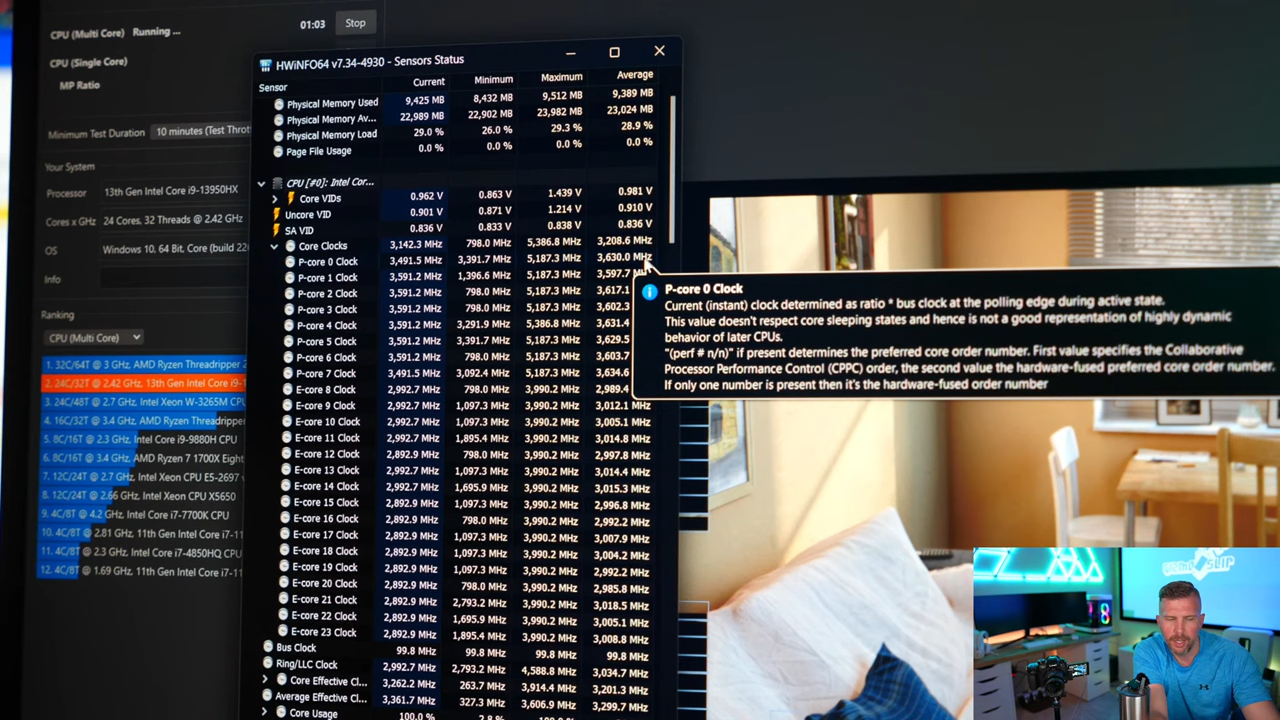 CPU (Multi Core) Running ... 01:03 Stop
CPU (Single Core)
MP Ratio
Minimum Test Duration 10 minutes (Test Thrott
Your System
Processor 13th Gen Intel Core i9-13950HX
Cores x GHz 24 Cores, 32 Threads @ 2.42 GHz
OS Windows 10, 64 Bit, Core (build 22
Info
Ranking
CPU (Multi Core)
1. 32C/64T @ 3 GHz, AMD Ryzen Threadripper 2
2. 24C/32T @ 2.42 GHz, 13th Gen Intel Core i9-1
3. 24C/48T @ 2.7 GHz, Intel Xeon W-3265M CPU
4. 16C/32T @ 3.4 GHz, AMD Ryzen Threadripper
5. 8C/16T @ 2.3 GHz, Intel Core i9-9880H CPU
6. 8C/16T @ 3.4 GHz, AMD Ryzen 7 1700X Eight
7. 12C/24T @ 2.7 GHz, Intel Xeon CPU E5-2697 v
8. 12C/24T @ 2.66 GHz, Intel Xeon CPU X5650
9. 4C/8T @ 4.2 GHz, Intel Core i7-7700K CPU
10. 4C/8T @ 2.81 GHz, 11th Gen Intel Core i7-1
11. 4C/8T @ 2.3 GHz, Intel Core i7-4850HQ CPU
12. 4C/8T @ 1.69 GHz, 11th Gen Intel Core i7-11
HWiNFO64 v7.34-4930 - Sensors Status
Sensor Current Minimum Maximum Average
Physical Memory Used 9,425 MB 8,432 MB 9,512 MB 9,389 MB
Physical Memory Av... 22,989 MB 22,902 MB 23,982 MB 23,024 MB
Physical Memory Load 29.0 % 26.0 % 29.3 % 28.9 %
Page File Usage 0.0 % 0.0 % 0.0 % 0.0 %
CPU [#0]: Intel Cor...
Core VIDs 0.962 V 0.863 V 1.439 V 0.981 V
Uncore VID 0.901 V 0.871 V 1.214 V 0.910 V
SA VID 0.836 V 0.833 V 0.838 V 0.836 V
Core Clocks 3,142.3 MHz 798.0 MHz 5,386.8 MHz 3,208.6 MHz
P-core 0 Clock 3,491.5 MHz 3,391.7 MHz 5,187.3 MHz 3,630.0 MHz
P-core 1 Clock 3,591.2 MHz 1,396.6 MHz 5,187.3 MHz 3,597.7
P-core 2 Clock 3,591.2 MHz 798.0 MHz 5,187.3 MHz 3,617.1
P-core 3 Clock 3,591.2 MHz 798.0 MHz 5,187.3 MHz 3,602.3
P-core 4 Clock 3,591.2 MHz 3,291.9 MHz 5,386.8 MHz 3,631.4
P-core 5 Clock 3,591.2 MHz 3,391.7 MHz 5,187.3 MHz 3,629.5
P-core 6 Clock 3,591.2 MHz 798.0 MHz 5,187.3 MHz 3,603.7
P-core 7 Clock 3,591.2 MHz 3,092.4 MHz 5,187.3 MHz 3,634.6
E-core 8 Clock 2,992.7 MHz 798.0 MHz 3,990.2 MHz 2,989.4
E-core 9 Clock 2,992.7 MHz 1,097.3 MHz 3,990.2 MHz 3,012.1 MHz
E-core 10 Clock 2,992.7 MHz 1,097.3 MHz 3,990.2 MHz 3,005.1 MHz
E-core 11 Clock 2,992.7 MHz 1,895.4 MHz 3,990.2 MHz 3,014.8 MHz
E-core 12 Clock 2,992.7 MHz 798.0 MHz 3,990.2 MHz 2,997.8 MHz
E-core 13 Clock 2,992.7 MHz 1,097.3 MHz 3,990.2 MHz 3,014.4 MHz
E-core 14 Clock 2,992.7 MHz 1,695.9 MHz 3,990.2 MHz 3,015.3 MHz
E-core 15 Clock 2,892.9 MHz 1,097.3 MHz 3,990.2 MHz 2,996.8 MHz
E-core 16 Clock 2,892.9 MHz 798.0 MHz 3,990.2 MHz 2,992.2 MHz
E-core 17 Clock 2,892.9 MHz 1,097.3 MHz 3,990.2 MHz 3,007.9 MHz
E-core 18 Clock 2,892.9 MHz 1,097.3 MHz 3,990.2 MHz 3,004.2 MHz
E-core 19 Clock 2,892.9 MHz 1,097.3 MHz 3,990.2 MHz 2,992.2 MHz
E-core 20 Clock 2,892.9 MHz 798.0 MHz 3,990.2 MHz 2,985.8 MHz
E-core 21 Clock 2,892.9 MHz 2,793.2 MHz 3,990.2 MHz 3,018.5 MHz
E-core 22 Clock 2,892.9 MHz 1,695.9 MHz 3,990.2 MHz 3,005.1 MHz
E-core 23 Clock 2,892.9 MHz 1,895.4 MHz 3,990.2 MHz 3,008.8 MHz
Bus Clock 99.8 MHz 99.8 MHz 99.8 MHz 99.8 MHz
Ring/LLC Clock 2,992.7 MHz 2,793.2 MHz 4,588.8 MHz 3,034.7 MHz
Core Effective Cl... 3,262.2 MHz 263.7 MHz 3,914.4 MHz 3,201.3 MHz
Average Effective Cl... 3,361.7 MHz 327.3 MHz 3,606.9 MHz 3,299.7 MHz
Core Usage 100.0 % 2.8 % 100.0 %
P-core 0 Clock
Current (instant) clock determined as ratio * bus clock at the polling edge during active state.
This value doesn't respect core sleeping states and hence is not a good representation of highly dynamic
behavior of later CPUs.
"(perf # n/n)" if present determines the preferred core order number. First value specifies the Collaborative
Processor Performance Control (CPPC) order, the second value the hardware-fused preferred core order number.
If only one number is present then it's the hardware-fused order number
SLIP